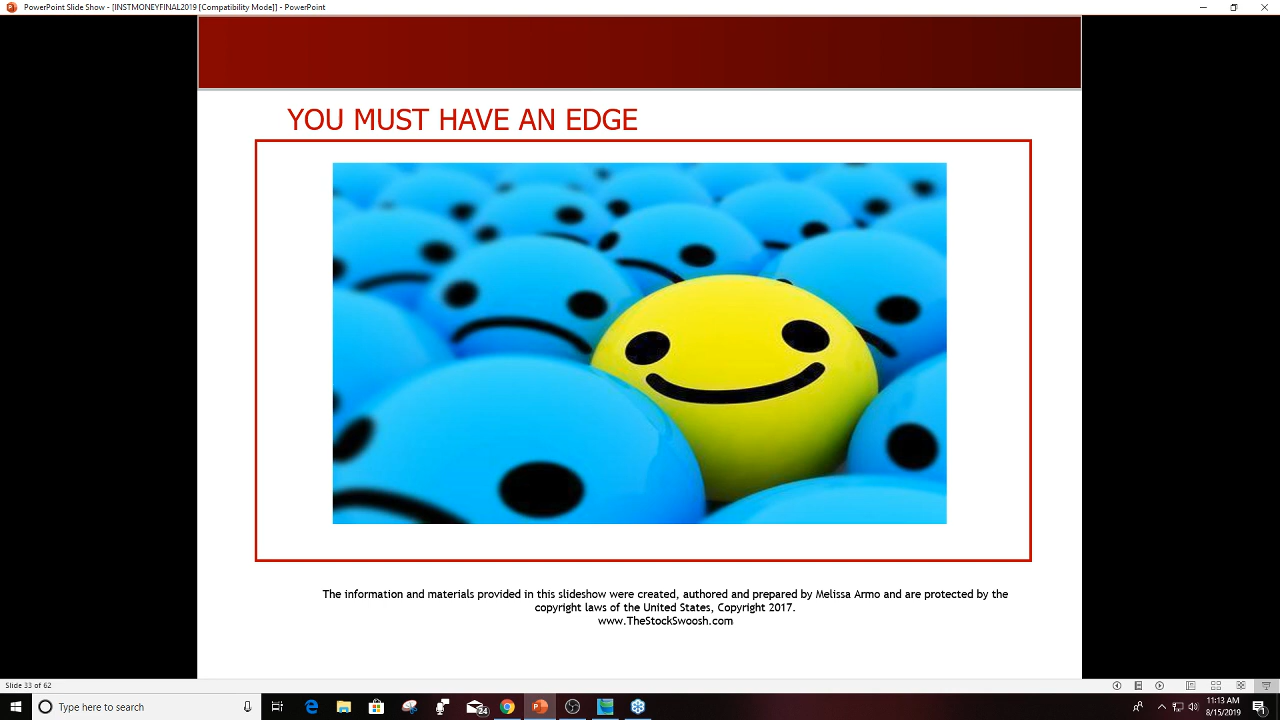 PowerPoint Slide Show - [INSTMONEYFINAL2019 [Compatibility Mode]] - PowerPoint
YOU MUST HAVE AN EDGE
The information and materials provided in this slideshow were created, authored and prepared by Melissa Armo and are protected by the
copyright laws of the United States, Copyright 2017.
www.TheStockSwoosh.com
Slide 33 of 62
Type here to search
24
11:13 AM
8/15/2019
1